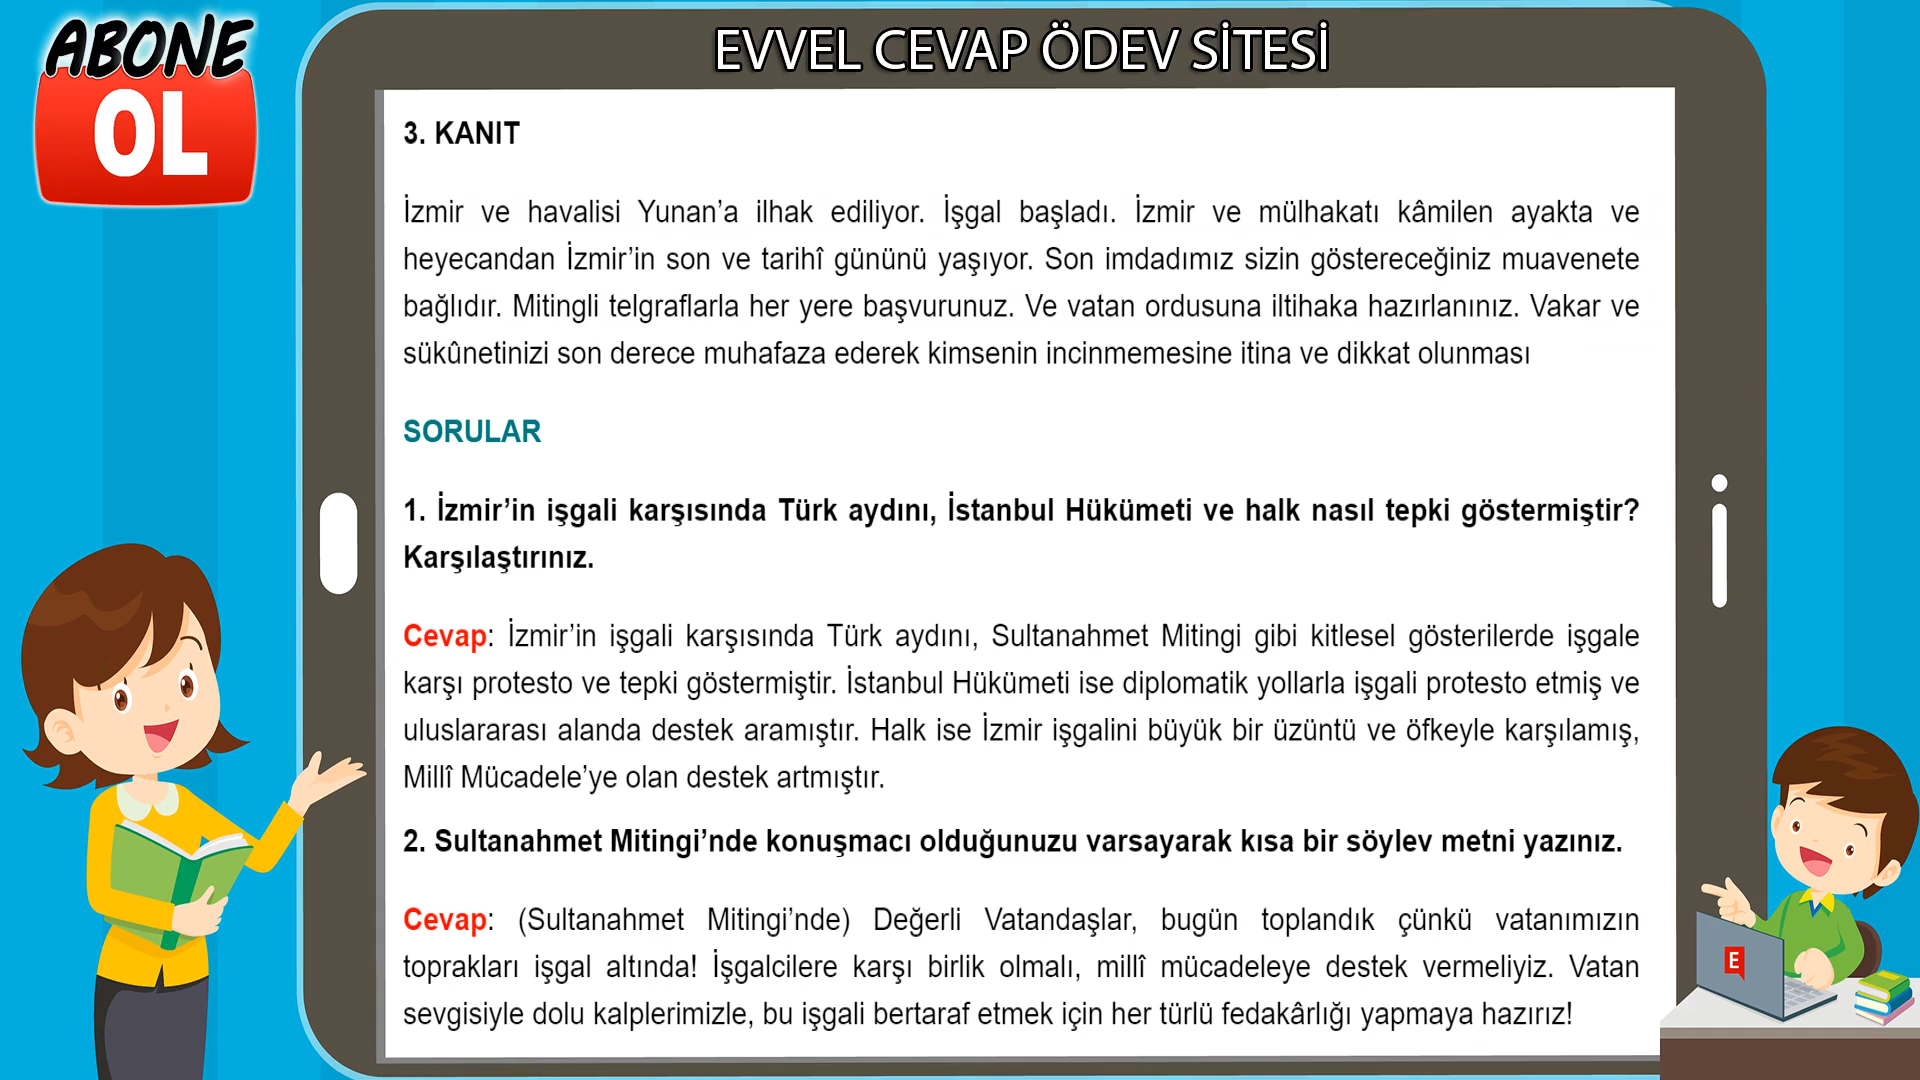 ABONE
OL
EVVEL CEVAP ÖDEV SİTESİ
3. KANIT
İzmir ve havalisi Yunan’a ilhak ediliyor. İşgal başladı. İzmir ve mülhakatı kâmilen ayakta ve
heyecandan İzmir’in son ve tarihî gününü yaşıyor. Son imdadımız sizin göstereceğiniz muavenete
bağlıdır. Mitingli telgraflarla her yere başvurunuz. Ve vatan ordusuna iltihaka hazırlanınız. Vakar ve
sükûnetinizi son derece muhafaza ederek kimsenin incinmemesine itina ve dikkat olunması
SORULAR
1. İzmir’in işgali karşısında Türk aydını, İstanbul Hükümeti ve halk nasıl tepki göstermiştir?
Karşılaştırınız.
Cevap: İzmir’in işgali karşısında Türk aydını, Sultanahmet Mitingi gibi kitlesel gösterilerde işgale
karşı protesto ve tepki göstermiştir. İstanbul Hükümeti ise diplomatik yollarla işgali protesto etmiş ve
uluslararası alanda destek aramıştır. Halk ise İzmir işgalini büyük bir üzüntü ve öfkeyle karşılamış,
Millî Mücadele’ye olan destek artmıştır.
2. Sultanahmet Mitingi’nde konuşmacı olduğunuzu varsayarak kısa bir söylev metni yazınız.
Cevap: (Sultanahmet Mitingi’nde) Değerli Vatandaşlar, bugün toplandık çünkü vatanımızın
toprakları işgal altında! İşgalcilere karşı birlik olmalı, millî mücadeleye destek vermeliyiz. Vatan
sevgisiyle dolu kalplerimizle, bu işgali bertaraf etmek için her türlü fedakârlığı yapmaya hazırız!
E